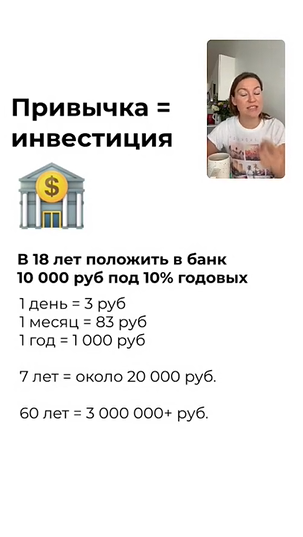 Привычка =
инвестиция
В 18 лет положить в банк
10 000 руб под 10% годовых
1 день = 3 руб
1 месяц = 83 руб
1 год = 1 000 руб
7 лет = около 20 000 руб.
60 лет = 3 000 000+ руб.